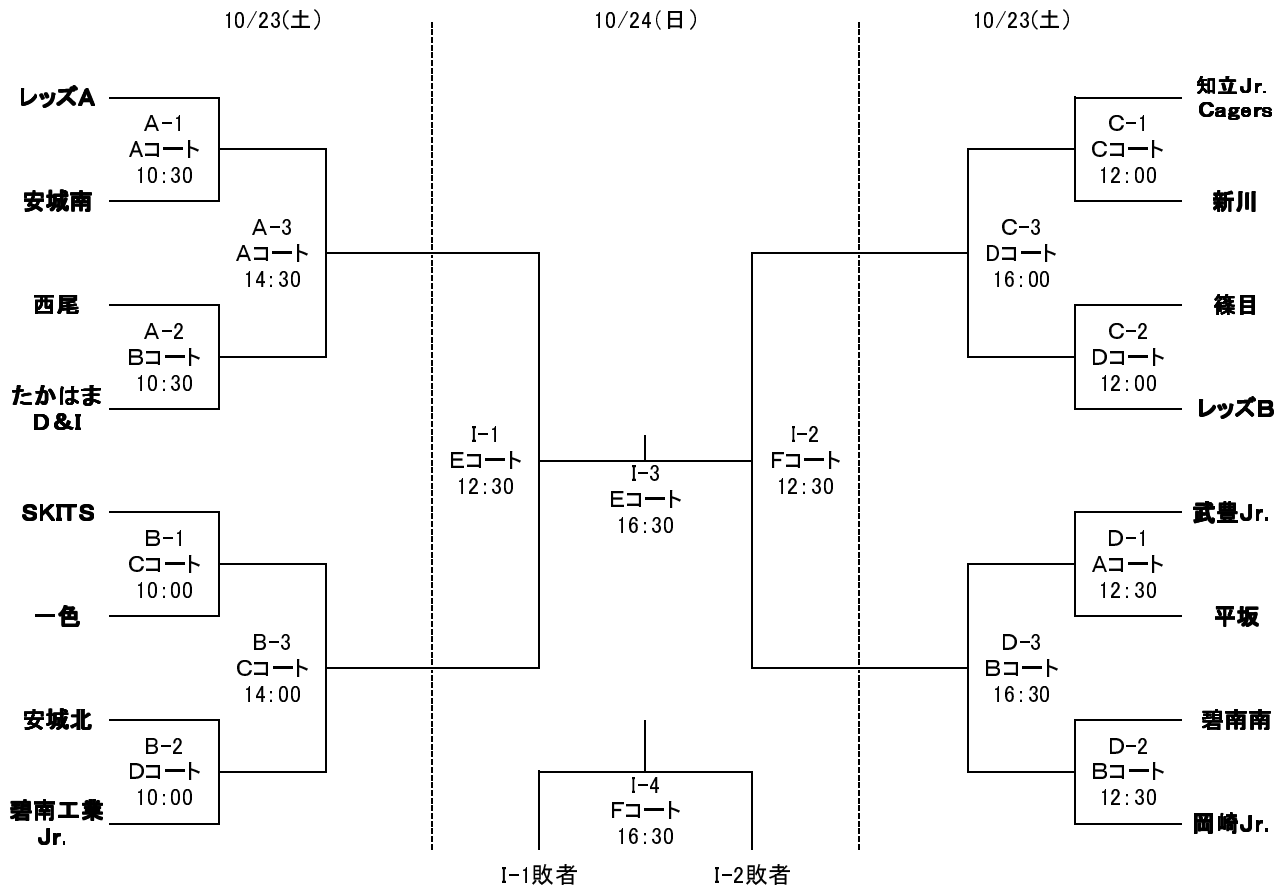 10/23(土)
10/24(日)
10/23(土)
レッズA
A-1
Aコート
10:30
安城南
A-3
Aコート
14:30
西尾
A-2
Bコート
10:30
たかはま
D&I
SKITS
B-1
Cコート
10:00
一色
B-3
Cコート
14:00
安城北
B-2
Dコート
10:00
碧南工業
Jr.
I-1
Eコート
12:30
I-3
Eコート
16:30
I-2
Fコート
12:30
I-4
Fコート
16:30
I-1敗者
I-2敗者
知立Jr.
Cagers
C-1
Cコート
12:00
新川
C-3
Dコート
16:00
篠目
C-2
Dコート
12:00
レッズB
武豊Jr.
D-1
Aコート
12:30
平坂
D-3
Bコート
16:30
碧南南
D-2
Bコート
12:30
岡崎Jr.